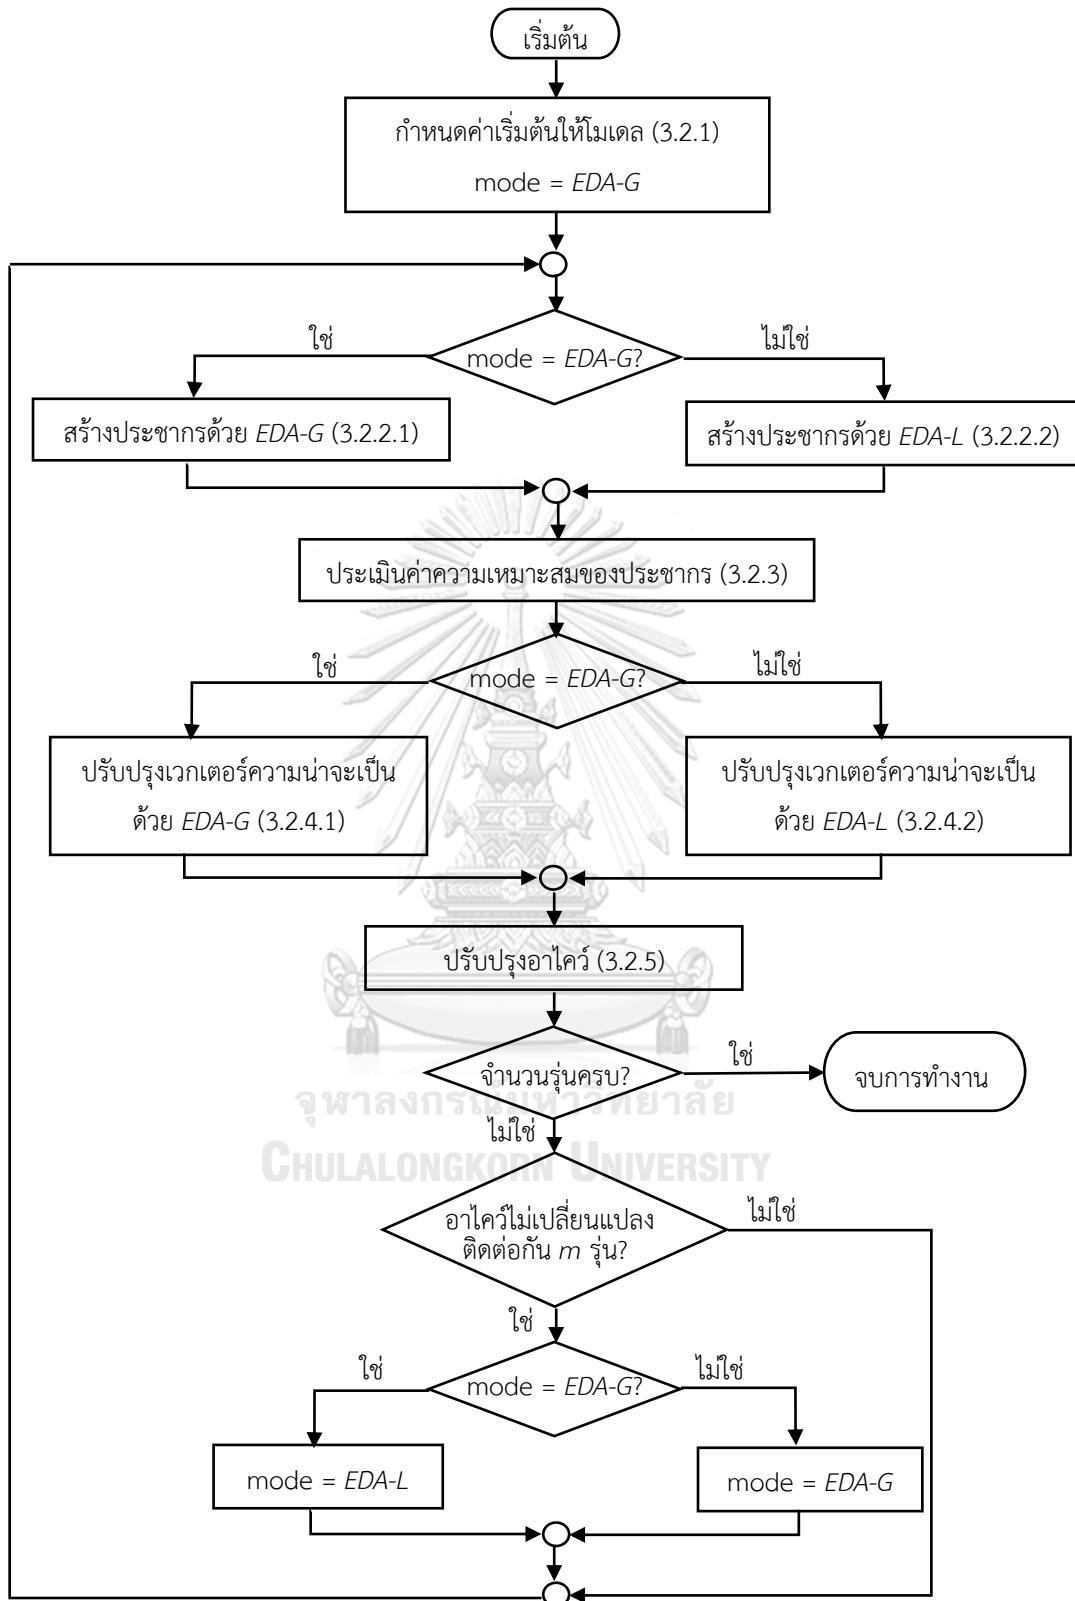 เริ่มต้น
กำหนดค่าเริ่มต้นให้โมเดล (3.2.1)
mode = EDA-G
mode = EDA-G?
ใช่
ไม่ใช่
สร้างประชากรด้วย EDA-G (3.2.2.1)
สร้างประชากรด้วย EDA-L (3.2.2.2)
ประเมินค่าความเหมาะสมของประชากร (3.2.3)
mode = EDA-G?
ใช่
ไม่ใช่
ปรับปรุงเวกเตอร์ความน่าจะเป็น
ด้วย EDA-G (3.2.4.1)
ปรับปรุงเวกเตอร์ความน่าจะเป็น
ด้วย EDA-L (3.2.4.2)
ปรับปรุงอาไคว์ (3.2.5)
จำนวนรุ่นครบ?
ใช่
จบการทำงาน
จุฬาลงกรณ์มหาวิทยาลัย
ไม่ใช่
CHULALONGKORN UNIVERSITY
อาไคว์ไม่เปลี่ยนแปลง
ติดต่อกัน m รุ่น?
ไม่ใช่
ใช่
mode = EDA-G?
ใช่
ไม่ใช่
mode = EDA-L
mode = EDA-G